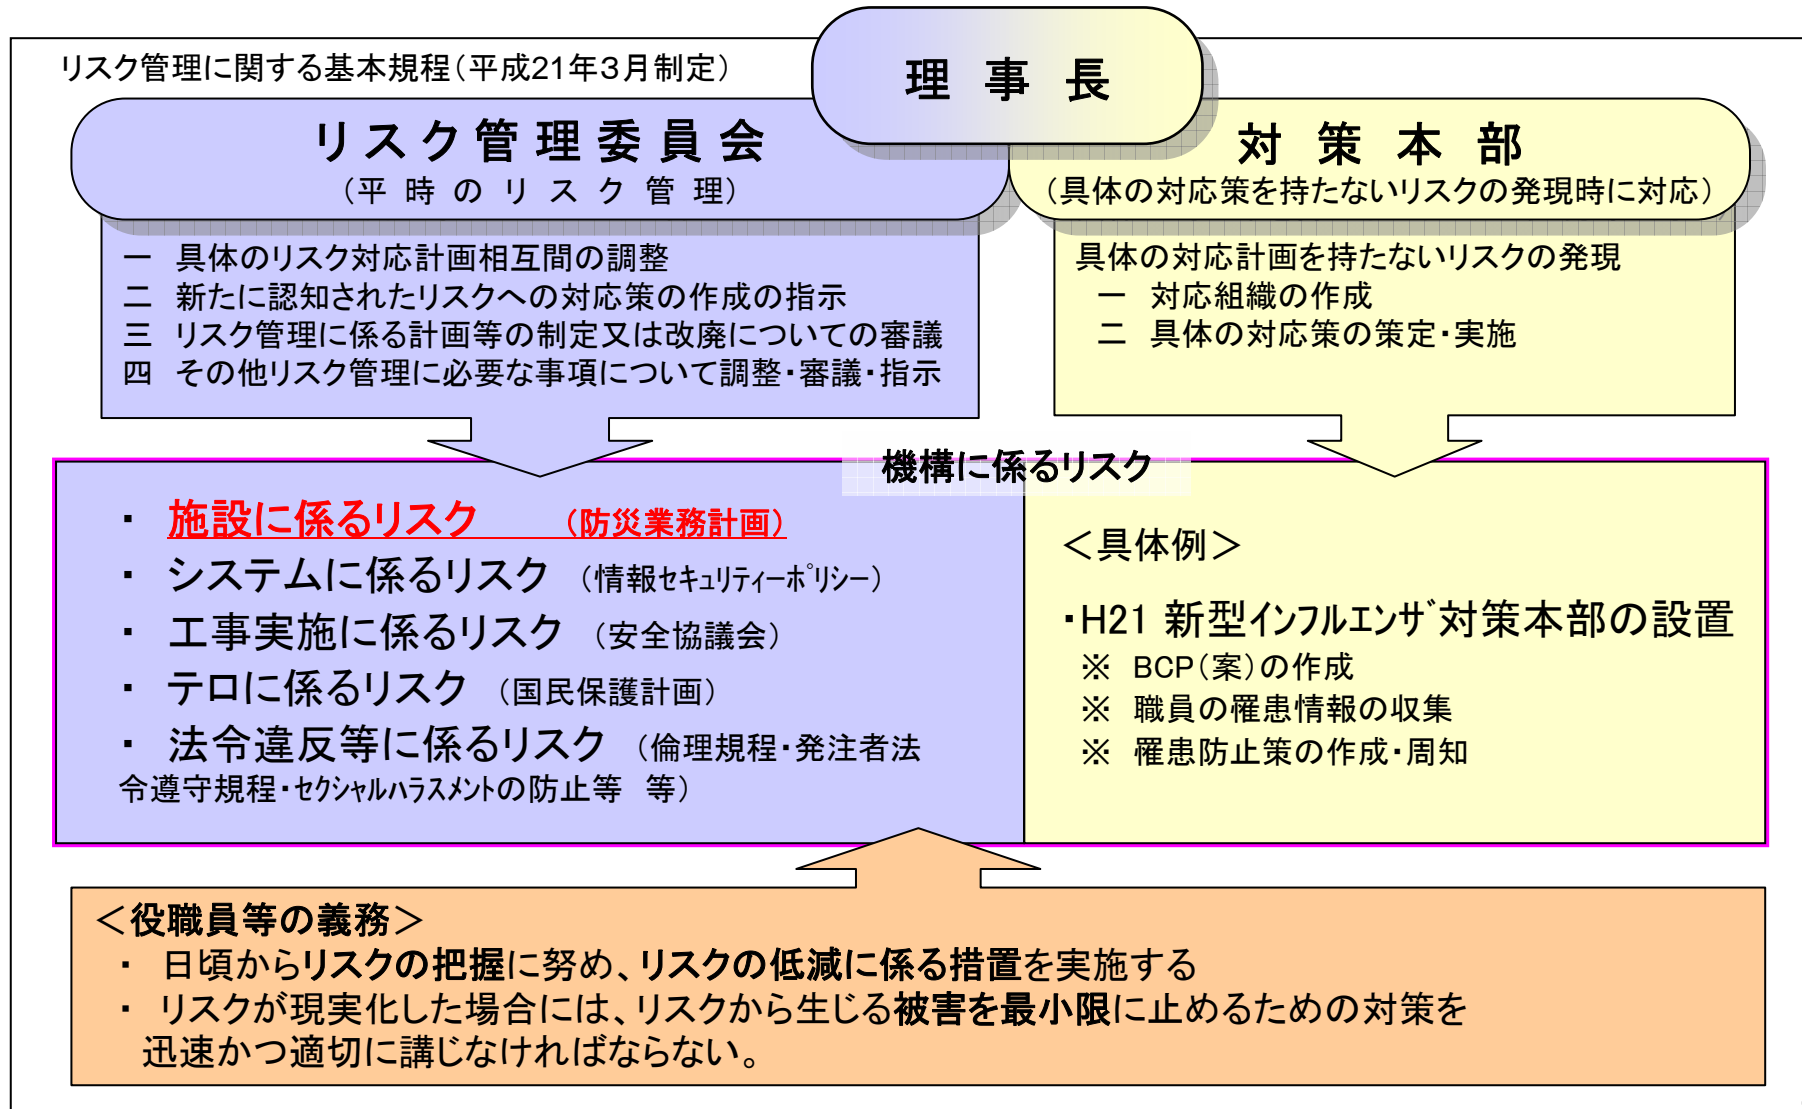 リスク管理に関する基本規程（平成21年３月制定）
理 事 長
リスク管理委員会
（平 時 の リ ス ク 管 理）
一　具体のリスク対応計画相互間の調整
二　新たに認知されたリスクへの対応策の作成の指示
三　リスク管理に係る計画等の制定又は改廃についての審議
四　その他リスク管理に必要な事項について調整・審議・指示
対 策 本 部
（具体の対応策を持たないリスクの発現時に対応）
具体の対応計画を持たないリスクの発現
一　対応組織の作成
二　具体の対応策の策定・実施
機構に係るリスク
・ 施設に係るリスク　（防災業務計画）
・ システムに係るリスク （情報ｾｷｭﾘﾃｨｰﾎﾟﾘｼｰ）
・ 工事実施に係るリスク （安全協議会）
・ テロに係るリスク （国民保護計画）
・ 法令違反等に係るリスク （倫理規程・発注者法
令遵守規程・ｾｸｼｬﾙﾊﾗｽﾒﾝﾄの防止等　等）
＜具体例＞
・H21 新型ｲﾝﾌﾙｴﾝｻﾞ対策本部の設置
※ BCP（案）の作成
※ 職員の罹患情報の収集
※ 罹患防止策の作成・周知
＜役職員等の義務＞
・ 日頃からリスクの把握に努め、リスクの低減に係る措置を実施する
・ リスクが現実化した場合には、リスクから生じる被害を最小限に止めるための対策を
迅速かつ適切に講じなければならない。